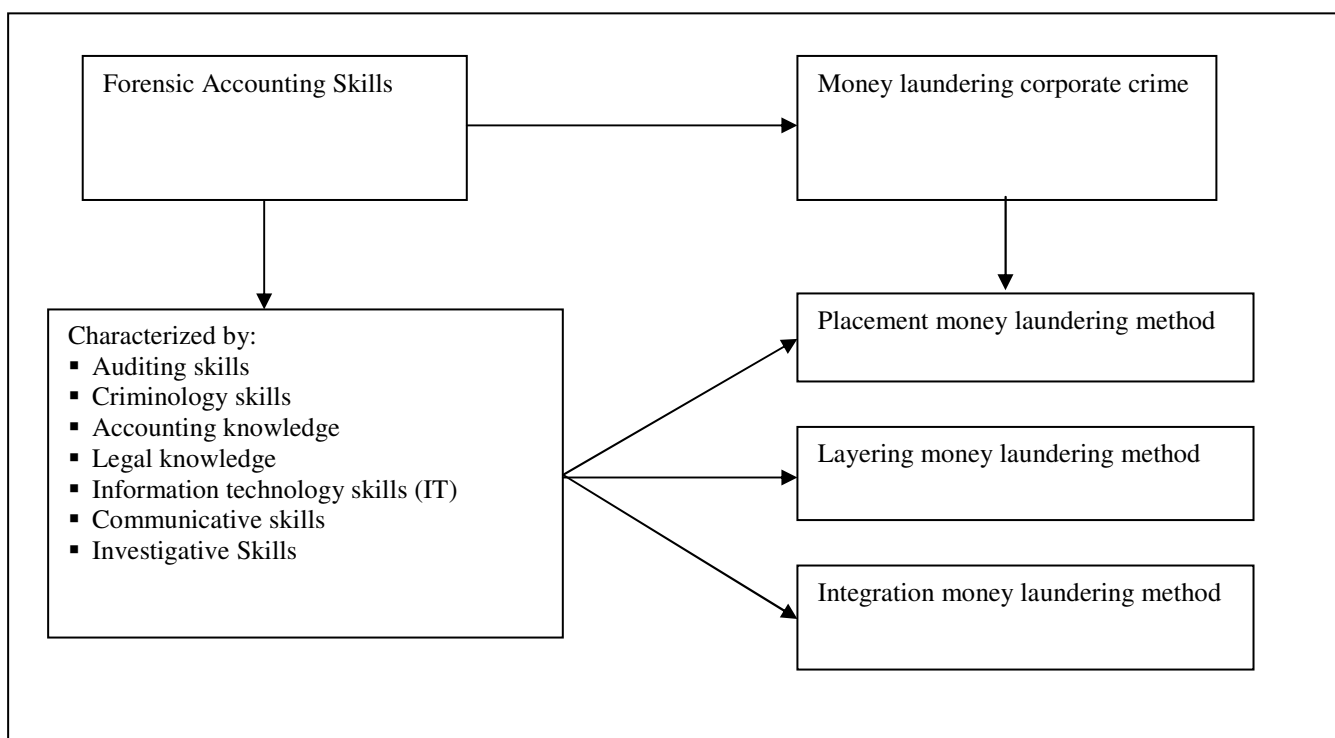 Forensic Accounting Skills
Money laundering corporate crime
Characterized by:
▪ Auditing skills
▪ Criminology skills
▪ Accounting knowledge
▪ Legal knowledge
▪ Information technology skills (IT)
▪ Communicative skills
▪ Investigative Skills
Placement money laundering method
Layering money laundering method
Integration money laundering method